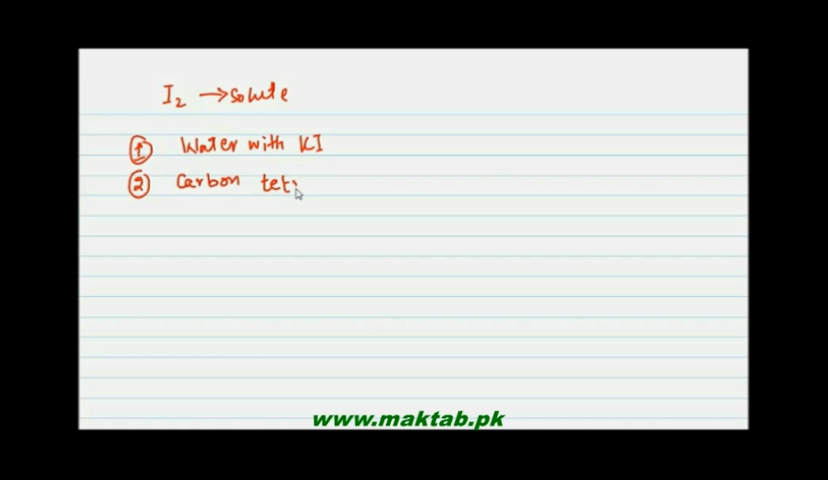 I₂ → solute
① Water with KI
② Carbon tet
www.maktab.pk